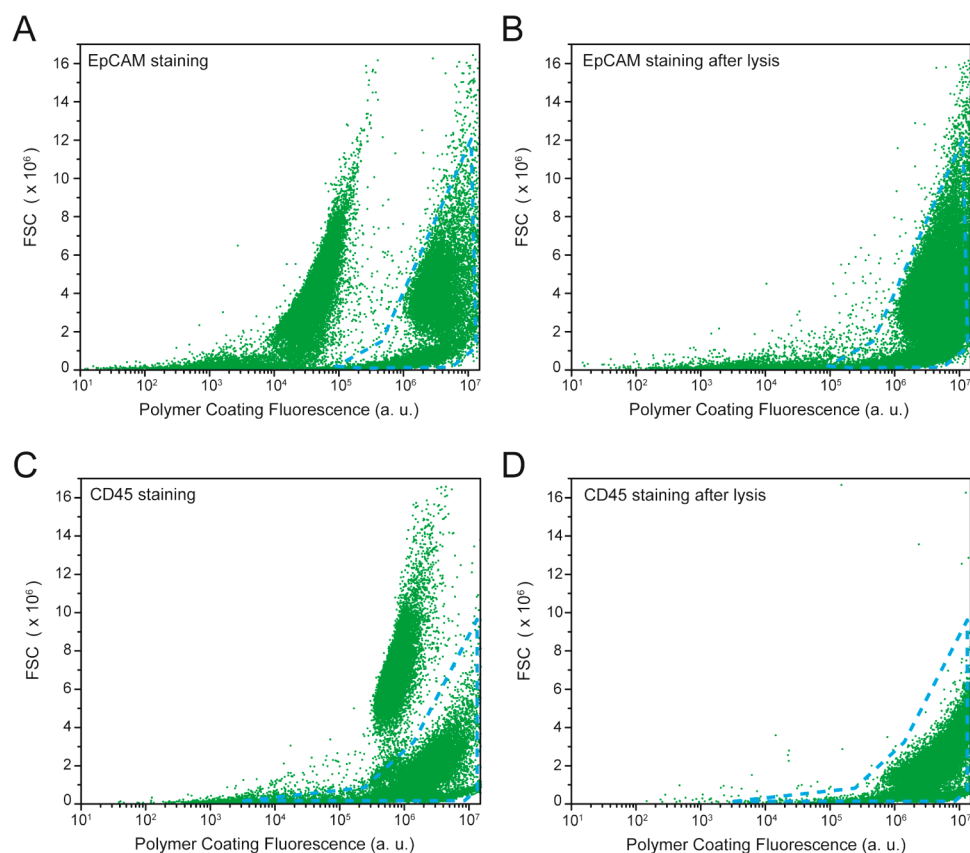 A
EpCAM staining
16
14
12
10
8
6
4
2
0
FSC ( x 10⁶ )
10¹ 10² 10³ 10⁴ 10⁵ 10⁶ 10⁷
Polymer Coating Fluorescence (a. u.)
B
EpCAM staining after lysis
16
14
12
10
8
6
4
2
0
FSC ( x 10⁶ )
10¹ 10² 10³ 10⁴ 10⁵ 10⁶ 10⁷
Polymer Coating Fluorescence (a. u.)
C
CD45 staining
16
14
12
10
8
6
4
2
0
FSC ( x 10⁶ )
10¹ 10² 10³ 10⁴ 10⁵ 10⁶ 10⁷
Polymer Coating Fluorescence (a. u.)
D
CD45 staining after lysis
16
14
12
10
8
6
4
2
0
FSC ( x 10⁶ )
10¹ 10² 10³ 10⁴ 10⁵ 10⁶ 10⁷
Polymer Coating Fluorescence (a. u.)